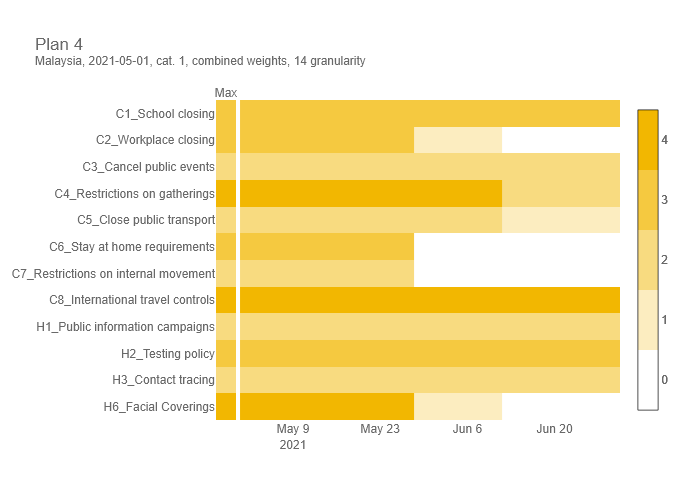 Plan 4
Malaysia, 2021-05-01, cat. 1, combined weights, 14 granularity
Max
C1_School closing
C2_Workplace closing
C3_Cancel public events
C4_Restrictions on gatherings
C5_Close public transport
C6_Stay at home requirements
C7_Restrictions on internal movement
C8_International travel controls
H1_Public information campaigns
H2_Testing policy
H3_Contact tracing
H6_Facial Coverings
May 9
2021
May 23
Jun 6
Jun 20
4
3
2
1
0